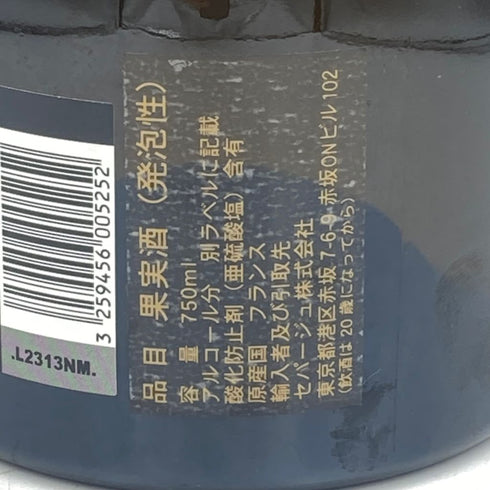 品目 果実酒（発泡性）
容量 750ml
アルコール分 別ラベルに記載
酸化防止剤（亜硫酸塩）含有
原産国 フランス
輸入者及び引取先
セパージュ株式会社
東京都港区赤坂 7-6-9 赤坂ONビル102
(飲酒は20歳になってから)
3 259456 005252
.L2313NM.